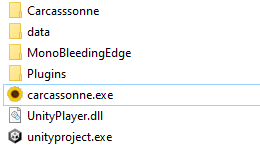 Carcasssonne
data
MonoBleedingEdge
Plugins
carcassonne.exe
UnityPlayer.dll
unityproject.exe